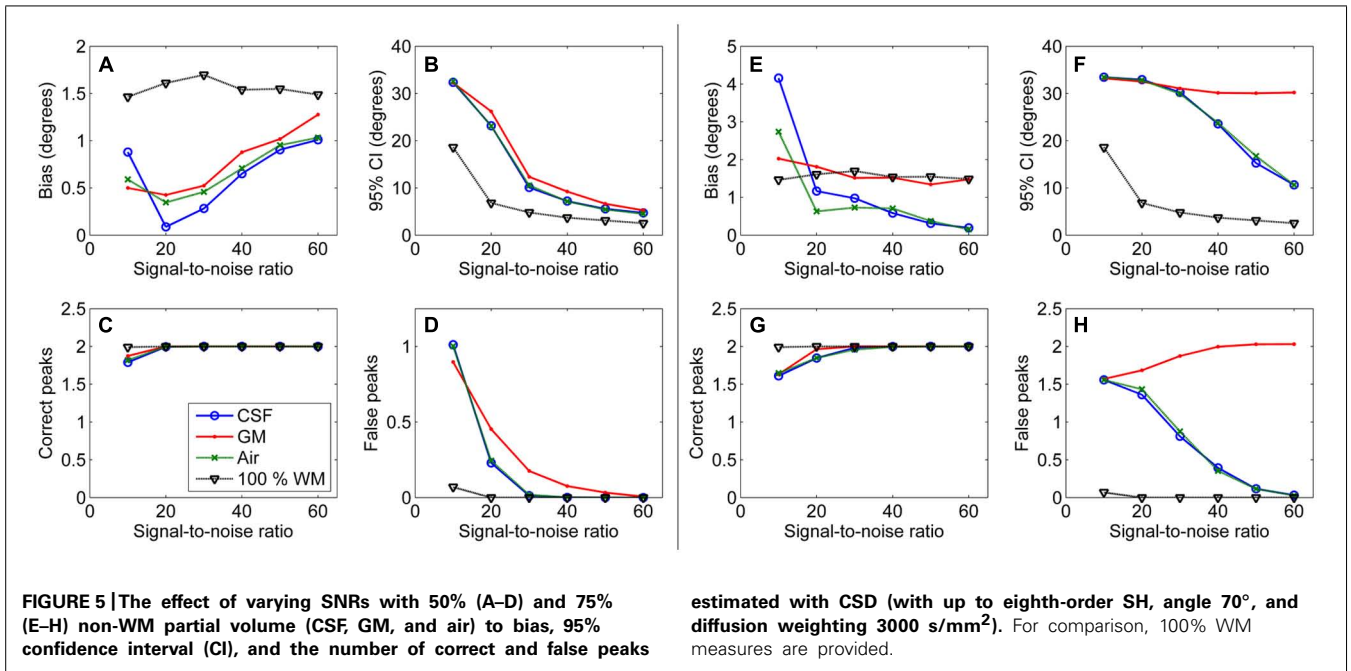 A
Bias (degrees)
2
1.5
1
0.5
0
0 20 40 60
Signal-to-noise ratio
B
95% CI (degrees)
40
30
20
10
0
0 20 40 60
Signal-to-noise ratio
E
Bias (degrees)
5
4
3
2
1
0
0 20 40 60
Signal-to-noise ratio
F
95% CI (degrees)
40
30
20
10
0
0 20 40 60
Signal-to-noise ratio
C
Correct peaks
2.5
2
1.5
1
0.5
0
0 20 40 60
Signal-to-noise ratio
CSF
GM
Air
100 % WM
D
False peaks
1
0.5
0
0 20 40 60
Signal-to-noise ratio
G
Correct peaks
2.5
2
1.5
1
0.5
0
0 20 40 60
Signal-to-noise ratio
H
False peaks
2.5
2
1.5
1
0.5
0
0 20 40 60
Signal-to-noise ratio
FIGURE 5 | The effect of varying SNRs with 50% (A–D) and 75%
(E–H) non-WM partial volume (CSF, GM, and air) to bias, 95%
confidence interval (CI), and the number of correct and false peaks
estimated with CSD (with up to eighth-order SH, angle 70°, and
diffusion weighting 3000 s/mm²). For comparison, 100% WM
measures are provided.